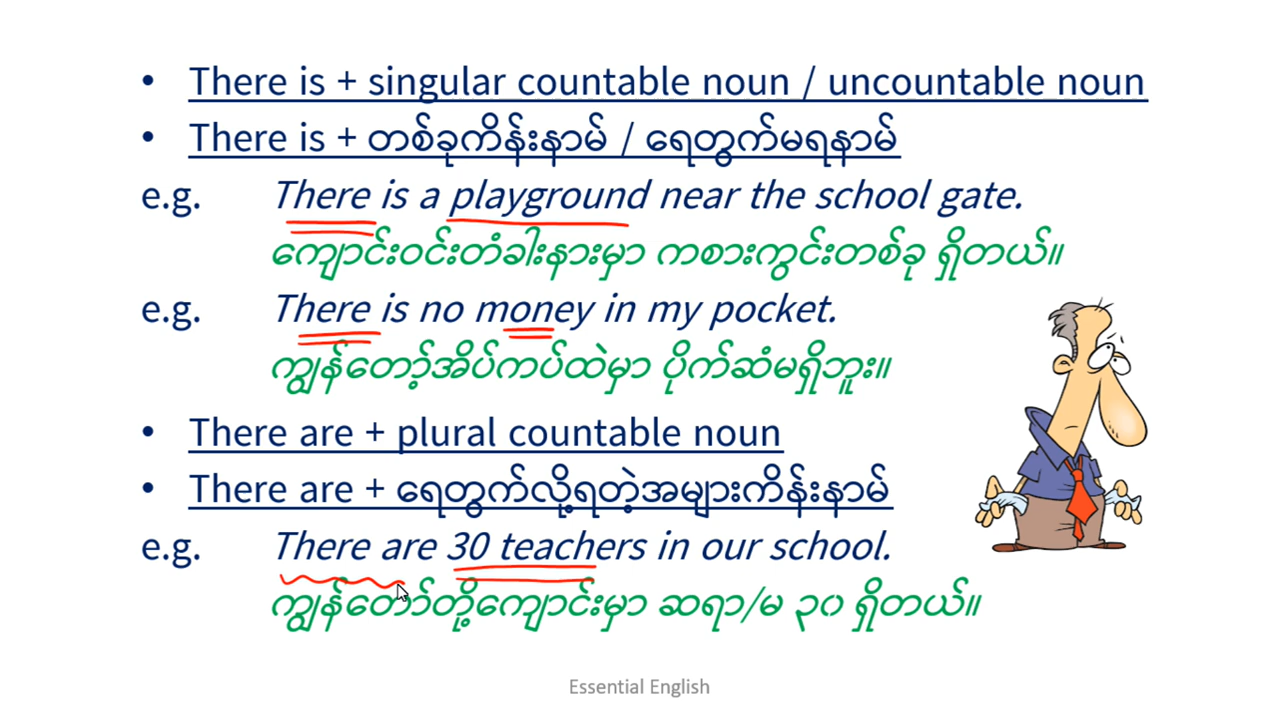 • There is + singular countable noun / uncountable noun
• There is + တစ်ခုကိန်းနာမ် / ရေတွက်မရနာမ်
e.g. There is a playground near the school gate.
ကျောင်းဝင်းတံခါးနားမှာ ကစားကွင်းတစ်ခု ရှိတယ်။
e.g. There is no money in my pocket.
ကျွန်တော့်အိပ်ကပ်ထဲမှာ ပိုက်ဆံမရှိဘူး။
• There are + plural countable noun
• There are + ရေတွက်လို့ရတဲ့အများကိန်းနာမ်
e.g. There are 30 teachers in our school.
ကျွန်တော်တို့ကျောင်းမှာ ဆရာ/မ ၃၀ ရှိတယ်။
Essential English